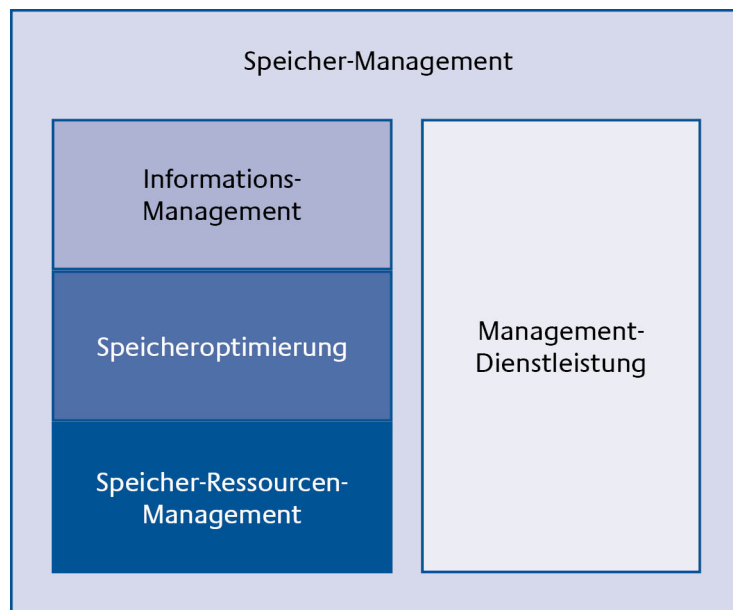 Speicher-Management
Informations-
Management
Speicheroptimierung
Speicher-Ressourcen-
Management
Management-
Dienstleistung